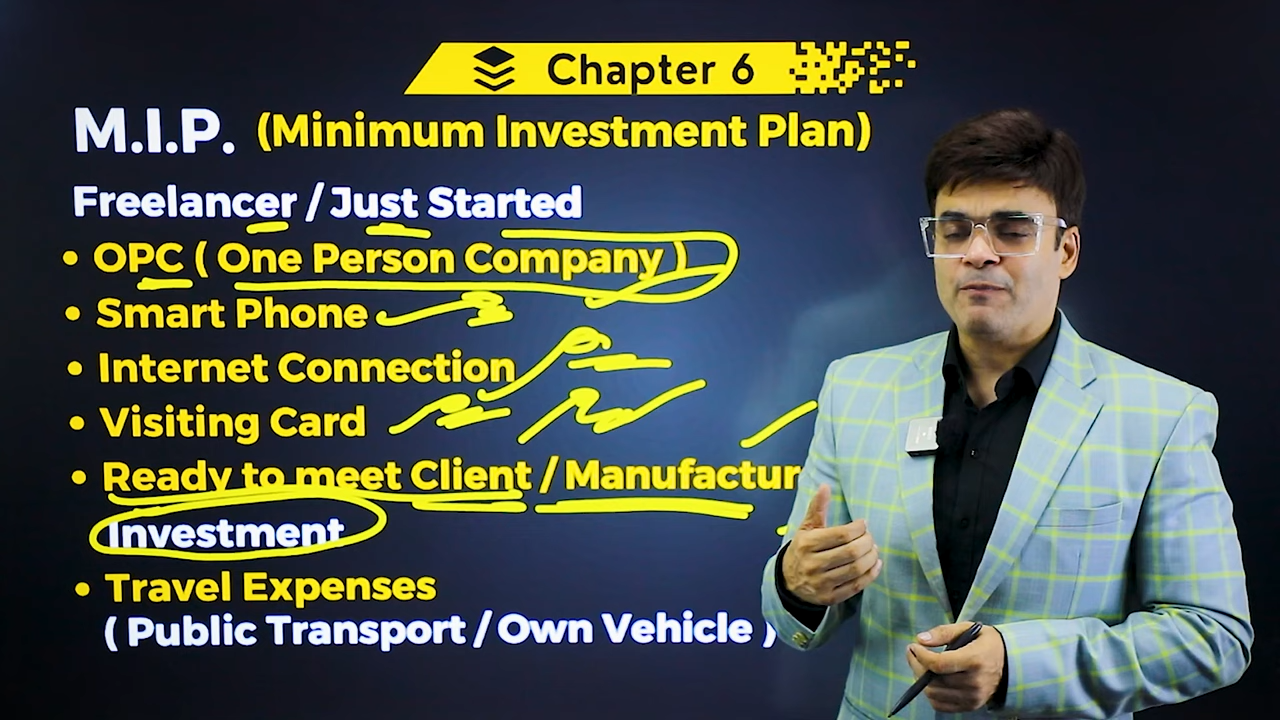 Chapter 6
M.I.P. (Minimum Investment Plan)
Freelancer / Just Started
• OPC ( One Person Company )
• Smart Phone
• Internet Connection
• Visiting Card
• Ready to meet Client / Manufactur
Investment
• Travel Expenses
( Public Transport / Own Vehicle )